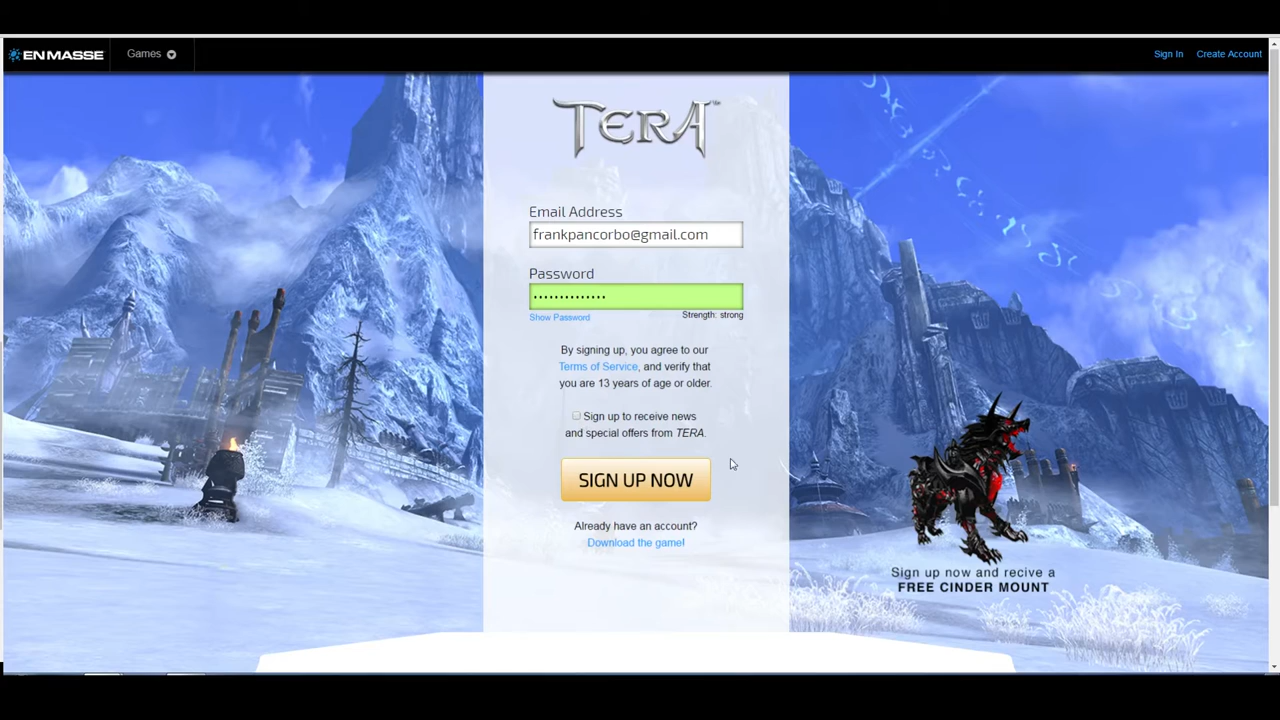 EN MASSE
Games
Sign In
Create Account
TERA™
Email Address
frankpancorbo@gmail.com
Password
••••••••••••••
Show Password
Strength: strong
By signing up, you agree to our
Terms of Service, and verify that
you are 13 years of age or older.
Sign up to receive news
and special offers from TERA.
SIGN UP NOW
Already have an account?
Download the game!
Sign up now and recive a
FREE CINDER MOUNT